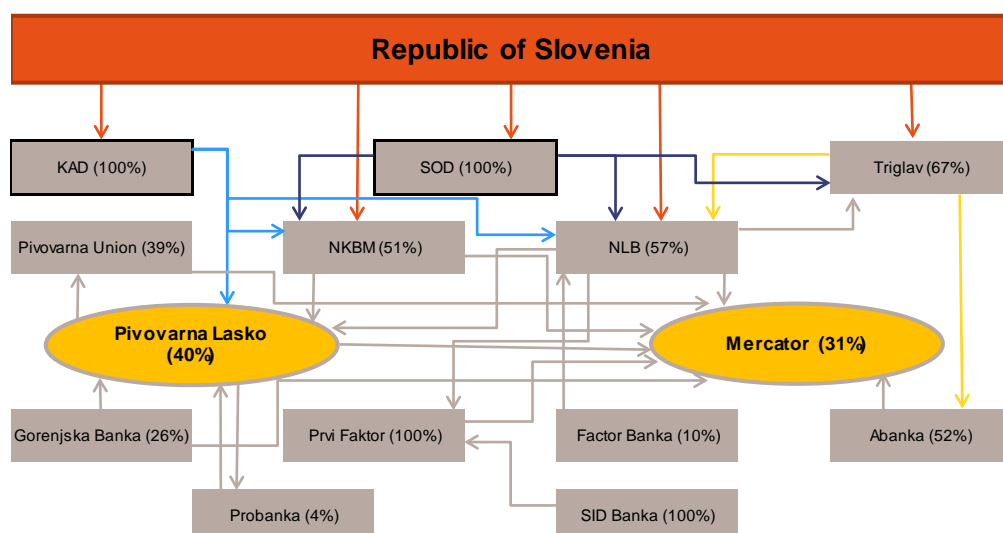 Republic of Slovenia
KAD (100%)
SOD (100%)
Triglav (67%)
Pivovarna Union (39%)
NKBM (51%)
NLB (57%)
Pivovarna Lasko
(40%)
Mercator (31%)
Gorenjska Banka (26%)
Prvi Faktor (100%)
Factor Banka (10%)
Abanka (52%)
Probanka (4%)
SID Banka (100%)